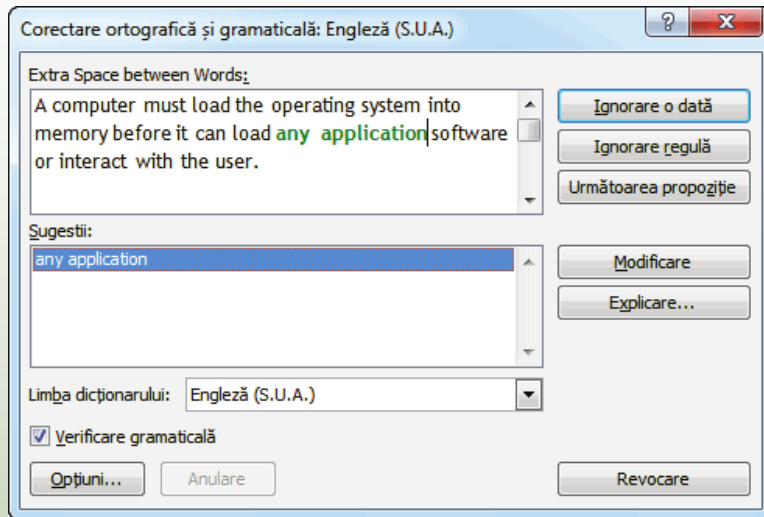 Corectare ortografică și gramaticală: Engleză (S.U.A.)
Extra Space between Words:
A computer must load the operating system into
memory before it can load any  application software
or interact with the user.
Ignorare o dată
Ignorare regulă
Următoarea propoziție
Sugestii:
any application
Modificare
Explicare...
Limba dicționarului: Engleză (S.U.A.)
Verificare gramaticală
Opțiuni... Anulare Revocare